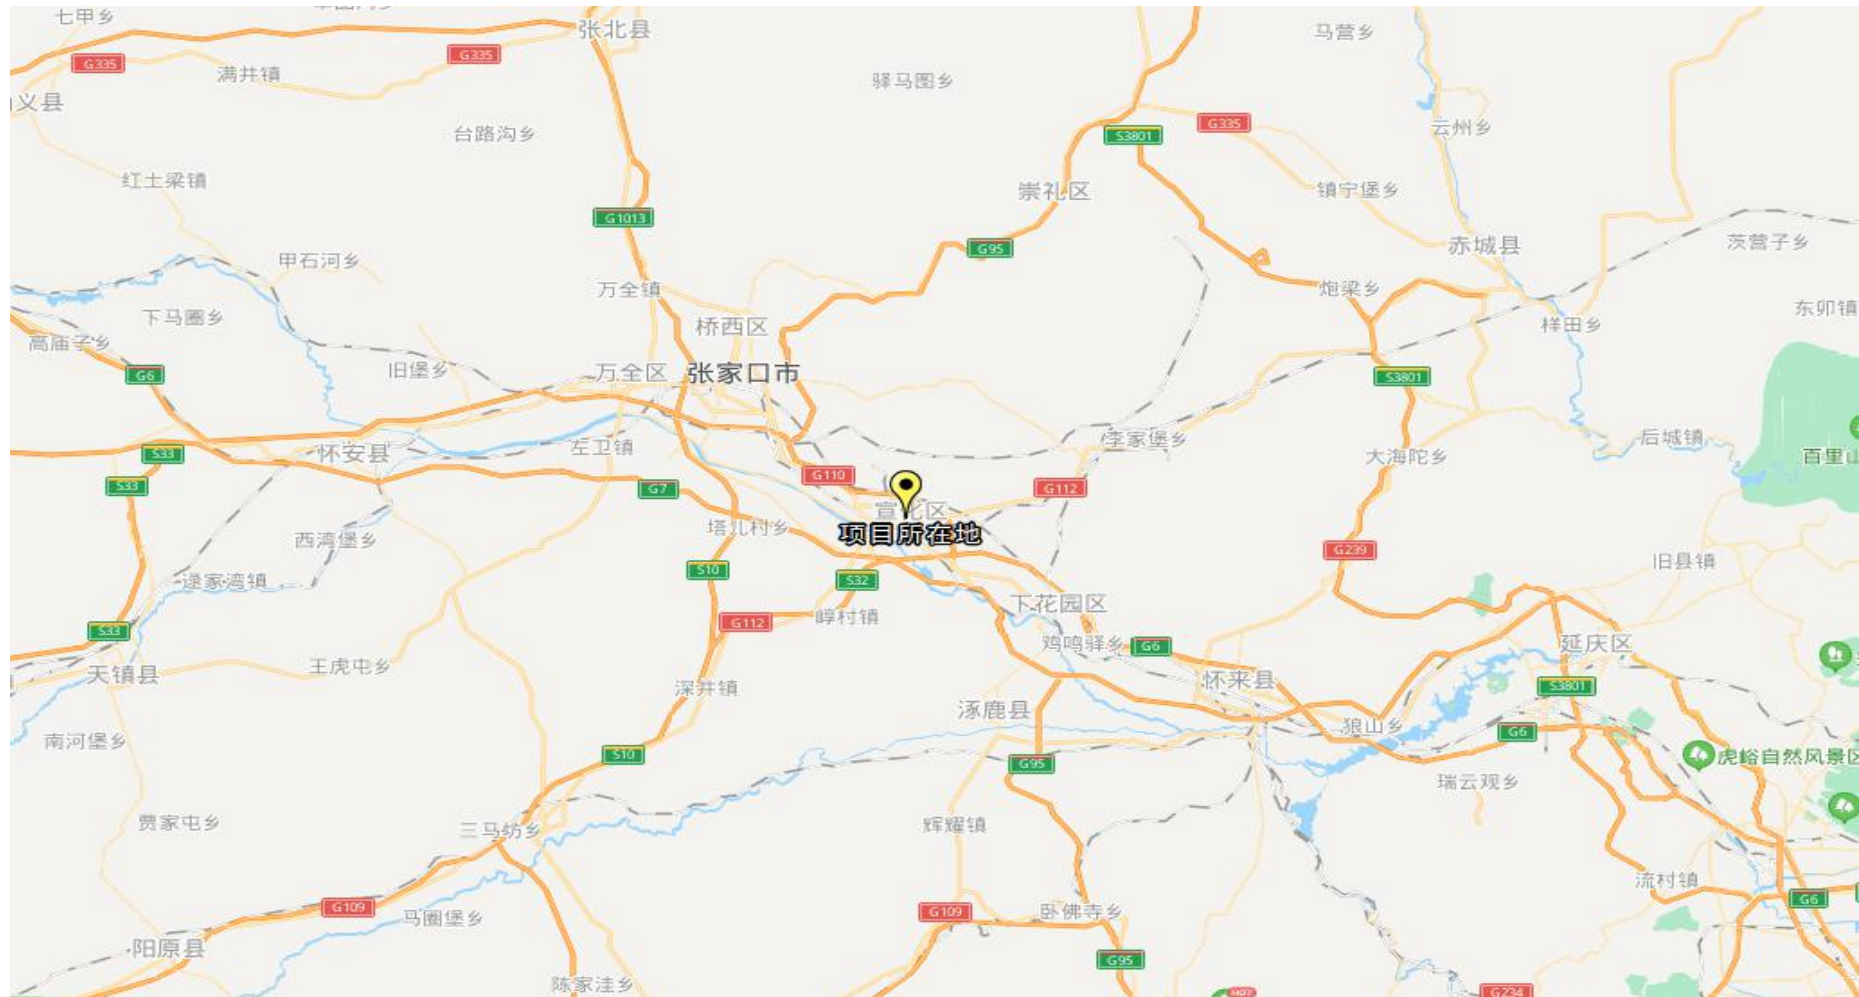 七甲乡
张北县
马营乡
G335
G335
满井镇
驿马图乡
义县
台路沟乡
S3801
G335
云州乡
红土梁镇
崇礼区
镇宁堡乡
G1013
G95
赤城县
茨营子乡
甲石河乡
万全镇
炮梁乡
下马圈乡
桥西区
样田乡
东卯镇
高庙子乡
G6
旧堡乡
万全区
张家口市
S3801
怀安县
左卫镇
李家堡乡
大海陀乡
后城镇
百里山
S33
S33
G7
G110
G112
宣化区
项目所在地
塔儿村乡
西湾堡乡
S10
S32
G239
旧县镇
逯家湾镇
S33
G112
崞村镇
下花园区
鸡鸣驿乡
G6
延庆区
天镇县
王虎屯乡
深井镇
怀来县
S3801
涿鹿县
狼山乡
G6
南河堡乡
S10
G95
虎峪自然风景区
瑞云观乡
贾家屯乡
三马坊乡
辉耀镇
流村镇
G109
马圈堡乡
G109
卧佛寺乡
G6
阳原县
G95
陈家洼乡
HOT
G234